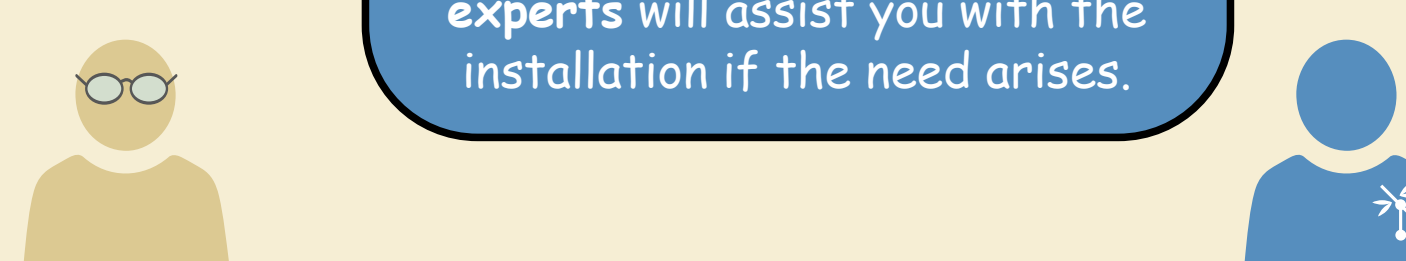 experts will assist you with the
installation if the need arises.